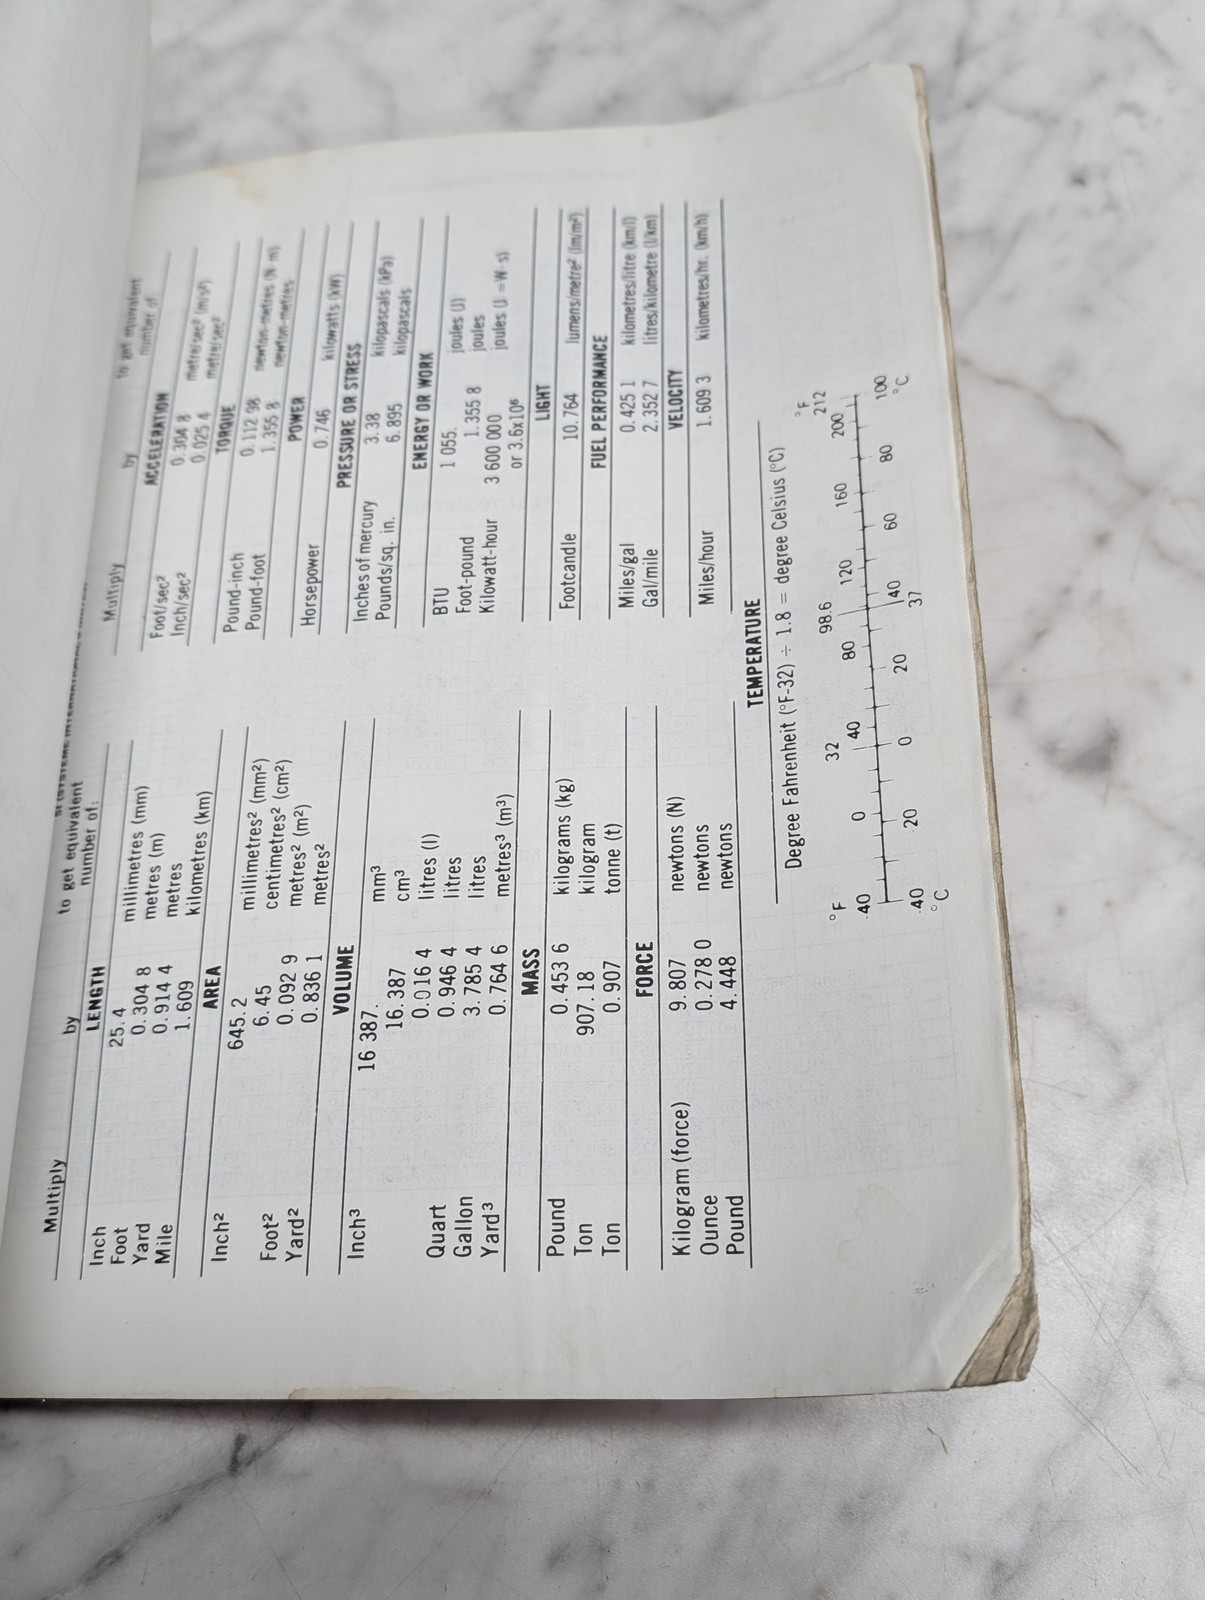 Multiply by to get equivalent number of:
LENGTH
Inch 25.4 millimetres (mm)
Foot 0.304 8 metres (m)
Yard 0.914 4 metres
Mile 1.609 kilometres (km)
AREA
Inch² 645.2 millimetres² (mm²)
6.45 centimetres² (cm²)
Foot² 0.092 9 metres² (m²)
Yard² 0.836 1 metres²
VOLUME
Inch³ 16 387. mm³
16.387 cm³
0.016 4 litres (l)
Quart 0.946 4 litres
Gallon 3.785 4 litres
Yard³ 0.764 6 metres³ (m³)
MASS
Pound 0.453 6 kilograms (kg)
Ton 907.18 kilogram
Ton 0.907 tonne (t)
FORCE
Kilogram (force) 9.807 newtons (N)
Ounce 0.278 0 newtons
Pound 4.448 newtons
Multiply by to get equivalent number of
ACCELERATION
Foot/sec² 0.304 8 metre/sec² (m/s²)
Inch/sec² 0.025 4 metre/sec²
TORQUE
Pound-inch 0.112 98 newton-metres (N·m)
Pound-foot 1.355 8 newton-metres
POWER
Horsepower 0.746 kilowatts (kW)
PRESSURE OR STRESS
Inches of mercury 3.38 kilopascals (kPa)
Pounds/sq. in. 6.895 kilopascals
ENERGY OR WORK
BTU 1 055. joules (J)
Foot-pound 1.355 8 joules
Kilowatt-hour 3 600 000 joules (J = W·s)
or 3.6x10⁶
LIGHT
Footcandle 10.764 lumens/metre² (lm/m²)
FUEL PERFORMANCE
Miles/gal 0.425 1 kilometres/litre (km/l)
Gal/mile 2.352 7 litres/kilometre (l/km)
VELOCITY
Miles/hour 1.609 3 kilometres/hr. (km/h)
TEMPERATURE
Degree Fahrenheit (°F-32) ÷ 1.8 = degree Celsius (°C)
°F 32 98.6 °F
-40 0 40 80 120 160 200 212
-40 -20 0 20 40 60 80 100
°C 37 °C